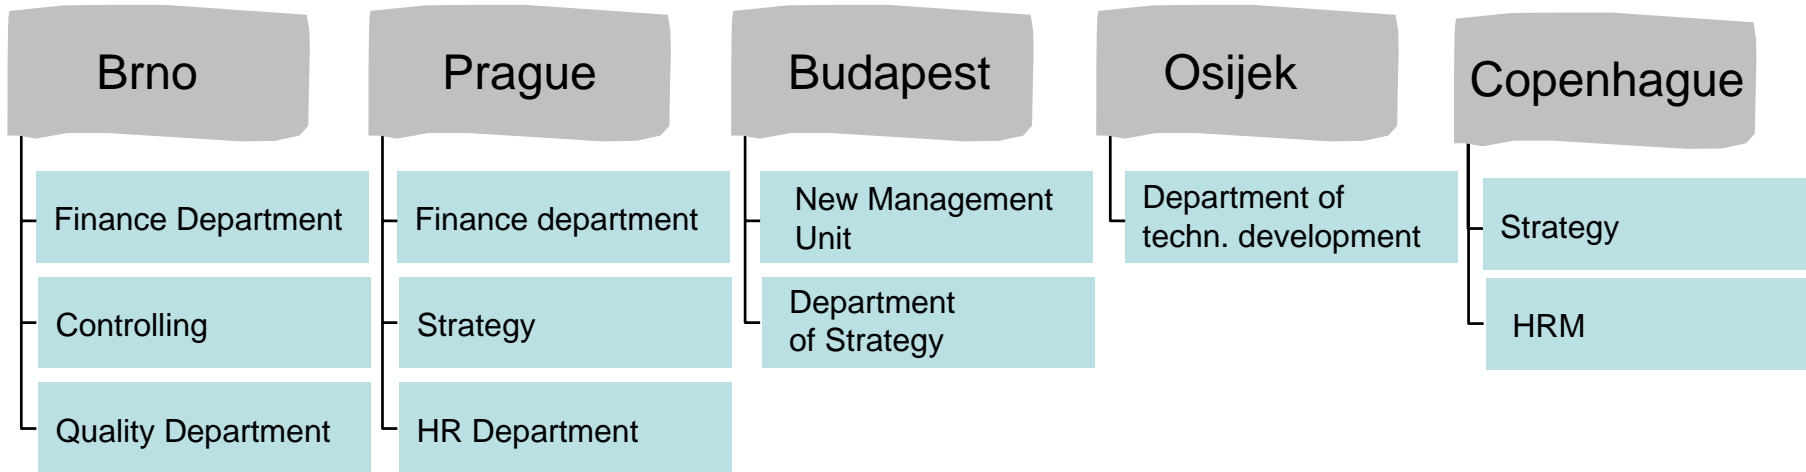 Brno
Finance Department
Controlling
Quality Department
Prague
Finance department
Strategy
HR Department
Budapest
New Management
Unit
Department
of Strategy
Osijek
Department of
techn. development
Copenhague
Strategy
HRM